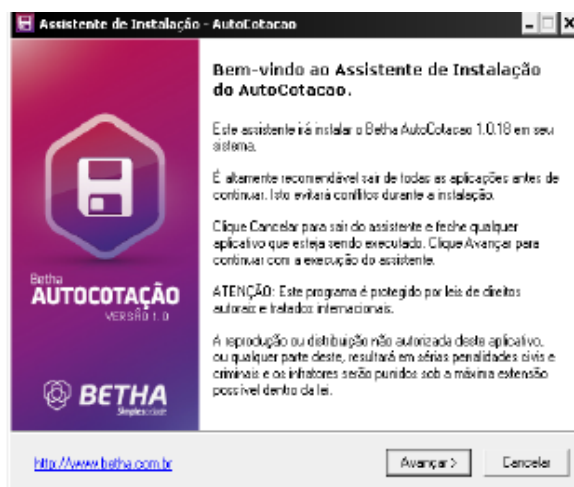 Assistente de Instalação - AutoCotacao
Bem-vindo ao Assistente de Instalação
do AutoCotacao.
Este assistente irá instalar o Betha AutoCotacao 1.0.18 em seu
sistema.
É altamente recomendável sair de todas as aplicações antes de
continuar. Isto evitará conflitos durante a instalação.
Clique Cancelar para sair do assistente e feche qualquer
aplicativo que esteja sendo executado. Clique Avançar para
continuar com a execução do assistente.
ATENÇÃO: Este programa é protegido por leis de direitos
autorais e tratados internacionais.
A reprodução ou distribuição não autorizada deste aplicativo,
ou qualquer parte deste, resultará em sérias penalidades civis e
criminais e os infratores serão punidos sob a máxima extensão
possível dentro da lei.
Betha
AUTOCOTAÇÃO
VERSÃO 1.0
BETHA
Simplescidade
http://www.betha.com.br
Avançar >
Cancelar